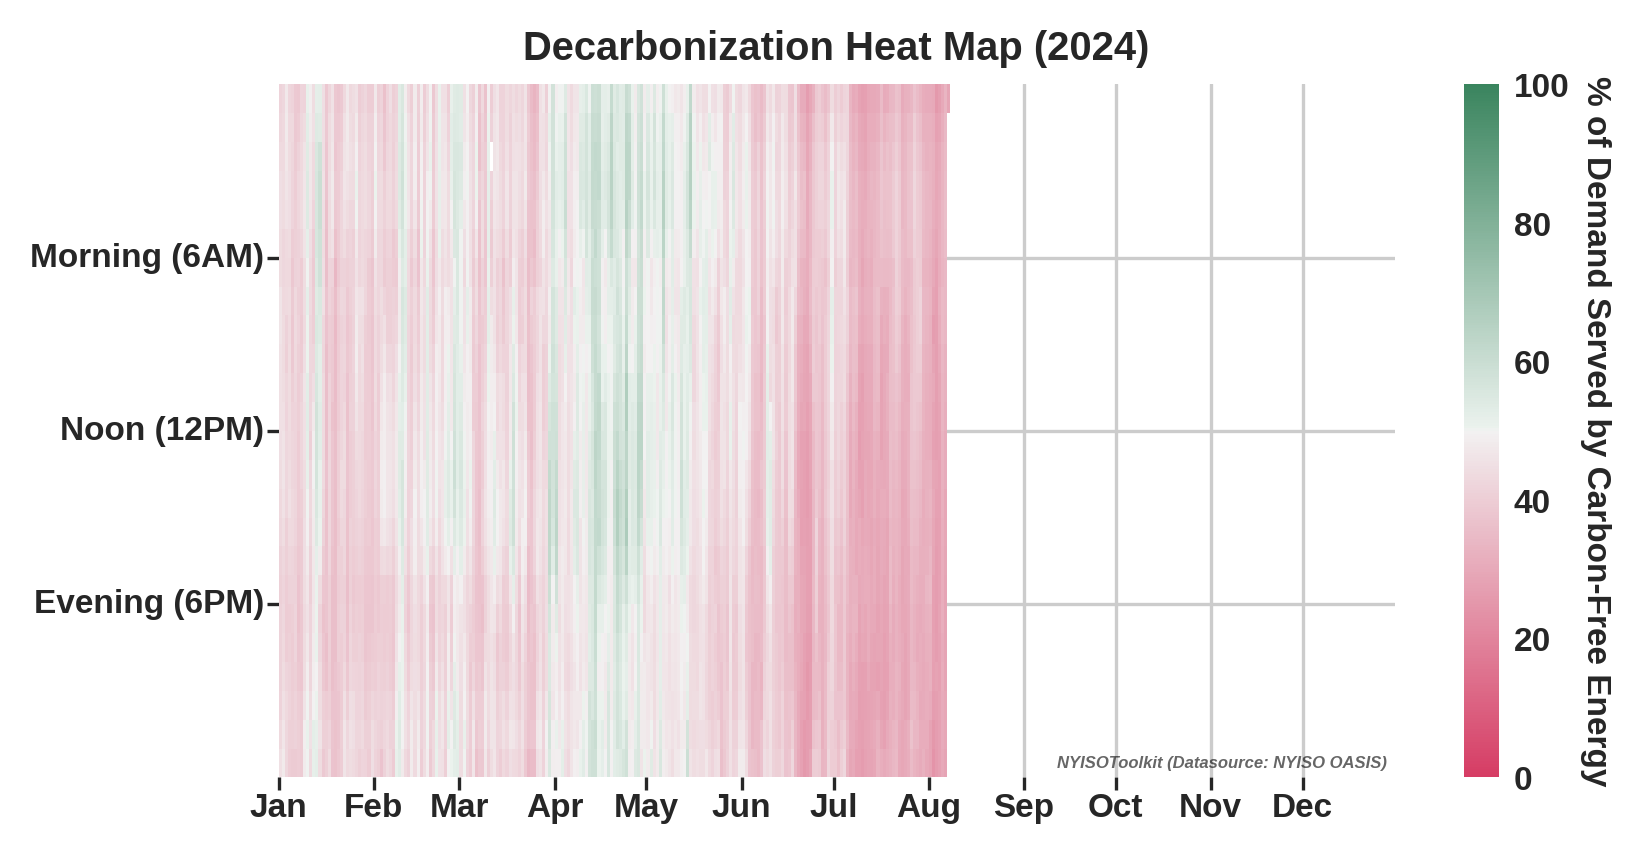 Decarbonization Heat Map (2024)
Morning (6AM)
Noon (12PM)
Evening (6PM)
NYISOToolkit (Datasource: NYISO OASIS)
Jan Feb Mar Apr May Jun Jul Aug Sep Oct Nov Dec
100
80
60
40
20
0
% of Demand Served by Carbon-Free Energy